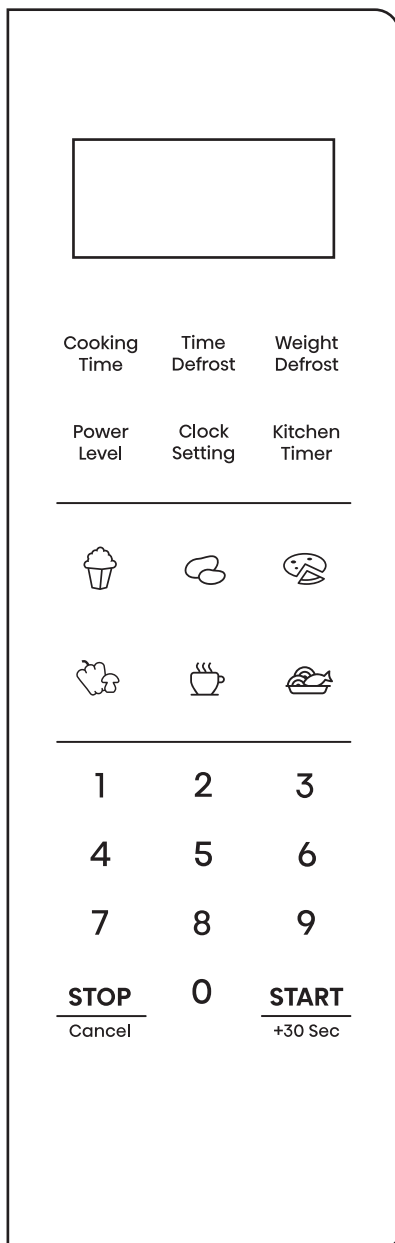 Cooking Time Time Defrost Weight Defrost
Power Level Clock Setting Kitchen Timer
1 2 3
4 5 6
7 8 9
STOP 0 START
Cancel +30 Sec